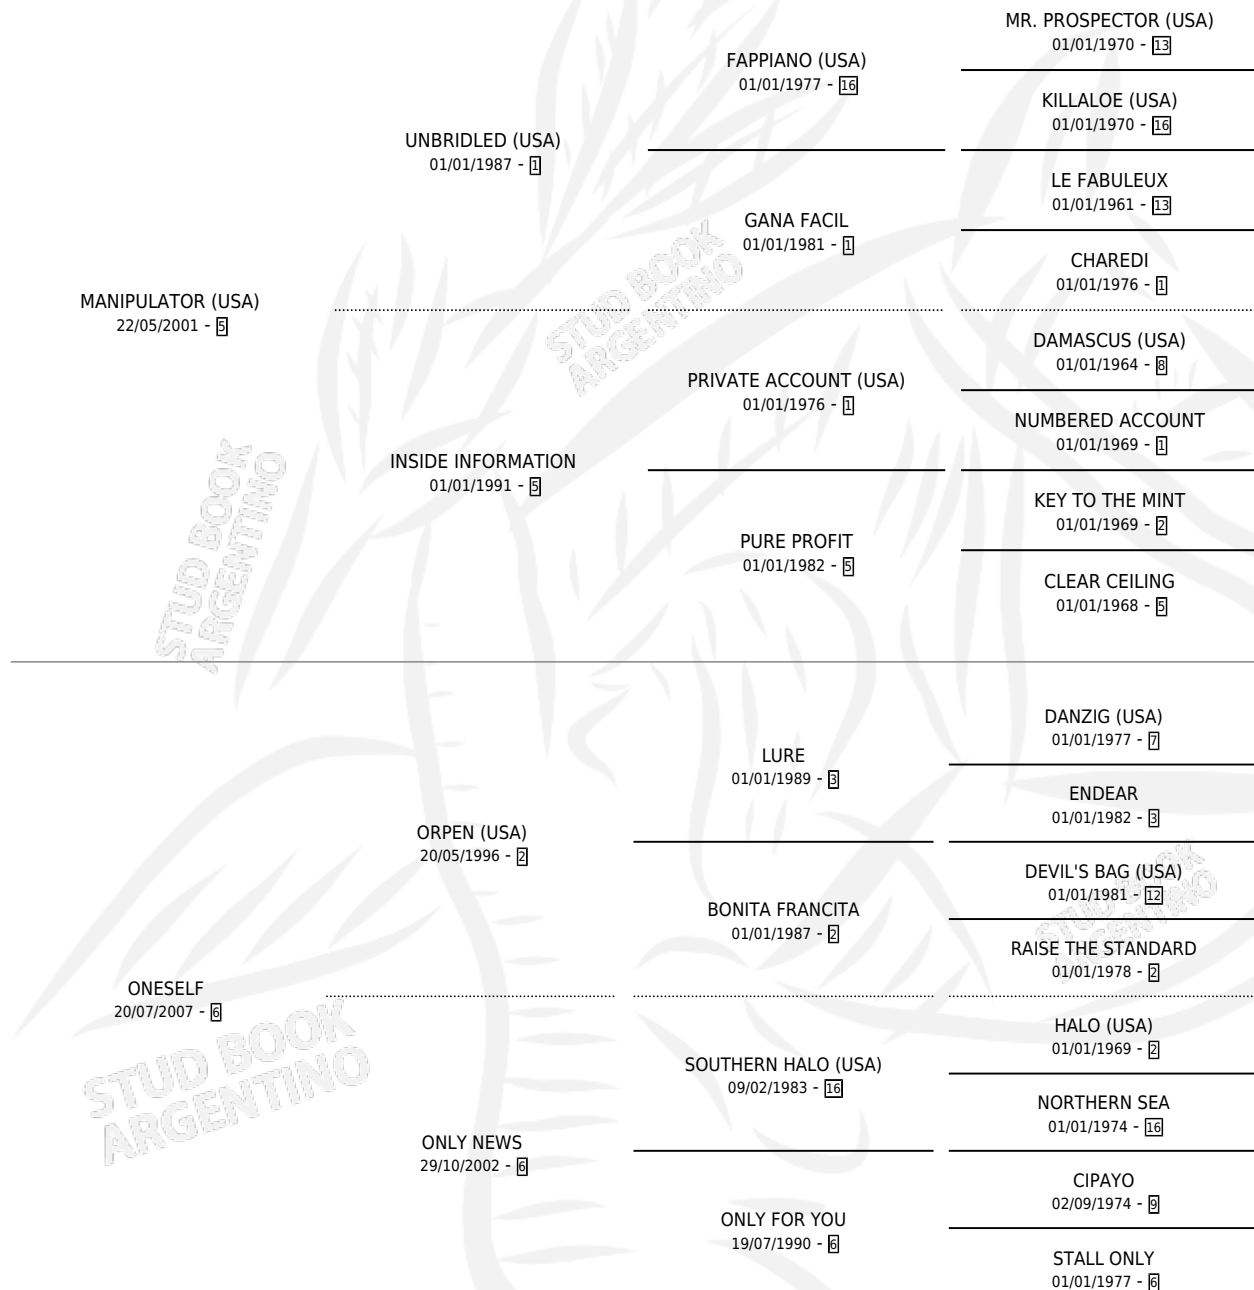 MR. PROSPECTOR (USA)
01/01/1970 - 13
FAPPIANO (USA)
01/01/1977 - 16
KILLALOE (USA)
01/01/1970 - 16
UNBRIDLED (USA)
01/01/1987 - 1
LE FABULEUX
01/01/1961 - 13
GANA FACIL
01/01/1981 - 1
CHAREDI
01/01/1976 - 1
MANIPULATOR (USA)
22/05/2001 - 5
DAMASCUS (USA)
01/01/1964 - 8
PRIVATE ACCOUNT (USA)
01/01/1976 - 1
NUMBERED ACCOUNT
01/01/1969 - 1
INSIDE INFORMATION
01/01/1991 - 5
KEY TO THE MINT
01/01/1969 - 2
PURE PROFIT
01/01/1982 - 5
CLEAR CEILING
01/01/1968 - 5
DANZIG (USA)
01/01/1977 - 7
LURE
01/01/1989 - 3
ENDEAR
01/01/1982 - 3
ORPEN (USA)
20/05/1996 - 2
DEVIL'S BAG (USA)
01/01/1981 - 12
BONITA FRANCITA
01/01/1987 - 2
RAISE THE STANDARD
01/01/1978 - 2
ONESELF
20/07/2007 - 6
HALO (USA)
01/01/1969 - 2
SOUTHERN HALO (USA)
09/02/1983 - 16
NORTHERN SEA
01/01/1974 - 16
ONLY NEWS
29/10/2002 - 6
CIPAYO
02/09/1974 - 9
ONLY FOR YOU
19/07/1990 - 6
STALL ONLY
01/01/1977 - 6
STUD BOOK
ARGENTINO
STUD BOOK
ARGENTINO
STUD BOOK
ARGENTINO
STUD BOOK
ARGENTINO